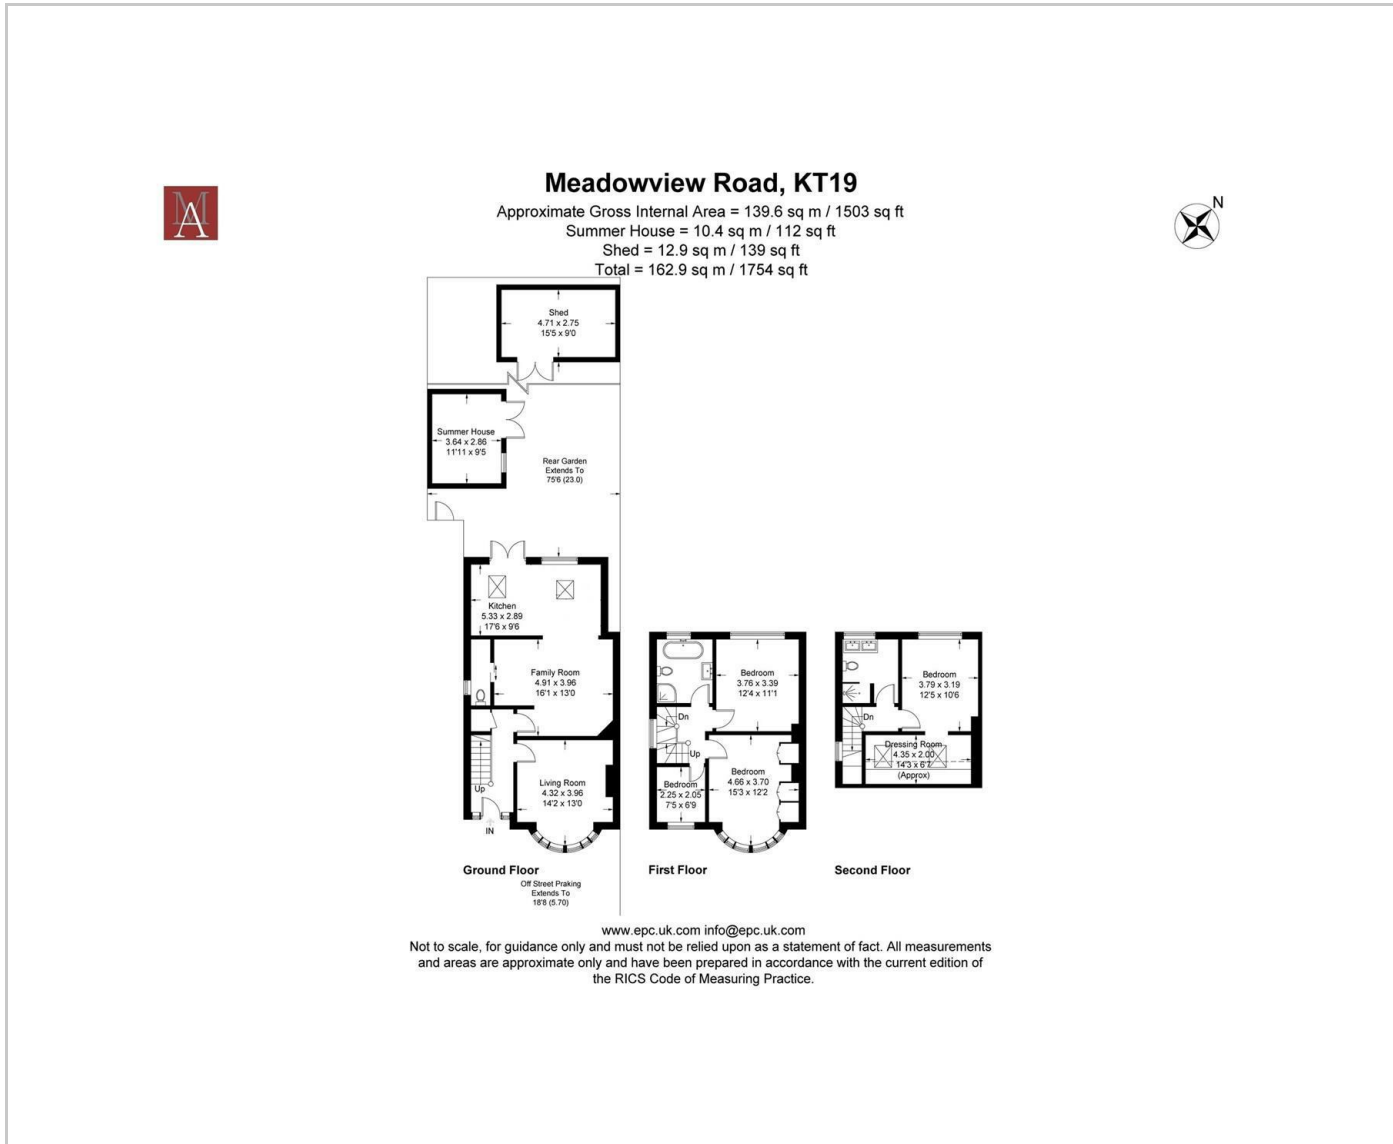 Meadowview Road, KT19
MA
N
Approximate Gross Internal Area = 139.6 sq m / 1503 sq ft
Summer House = 10.4 sq m / 112 sq ft
Shed = 12.9 sq m / 139 sq ft
Total = 162.9 sq m / 1754 sq ft
Shed
4.71 x 2.75
15'5 x 9'0
Summer House
3.64 x 2.86
11'11 x 9'5
Rear Garden
Extends To
75'6 (23.0)
Kitchen
5.33 x 2.89
17'6 x 9'6
Family Room
4.91 x 3.96
16'1 x 13'0
Living Room
4.32 x 3.96
14'2 x 13'0
Up
IN
Ground Floor
Off Street Praking
Extends To
18'8 (5.70)
Bedroom
3.76 x 3.39
12'4 x 11'1
Dn
Up
Bedroom
2.25 x 2.05
7'5 x 6'9
Bedroom
4.66 x 3.70
15'3 x 12'2
First Floor
Bedroom
3.79 x 3.19
12'5 x 10'6
Dn
Dressing Room
4.35 x 2.00
14'3 x 6'7
(Approx)
Second Floor
www.epc.uk.com info@epc.uk.com
Not to scale, for guidance only and must not be relied upon as a statement of fact. All measurements
and areas are approximate only and have been prepared in accordance with the current edition of
the RICS Code of Measuring Practice.